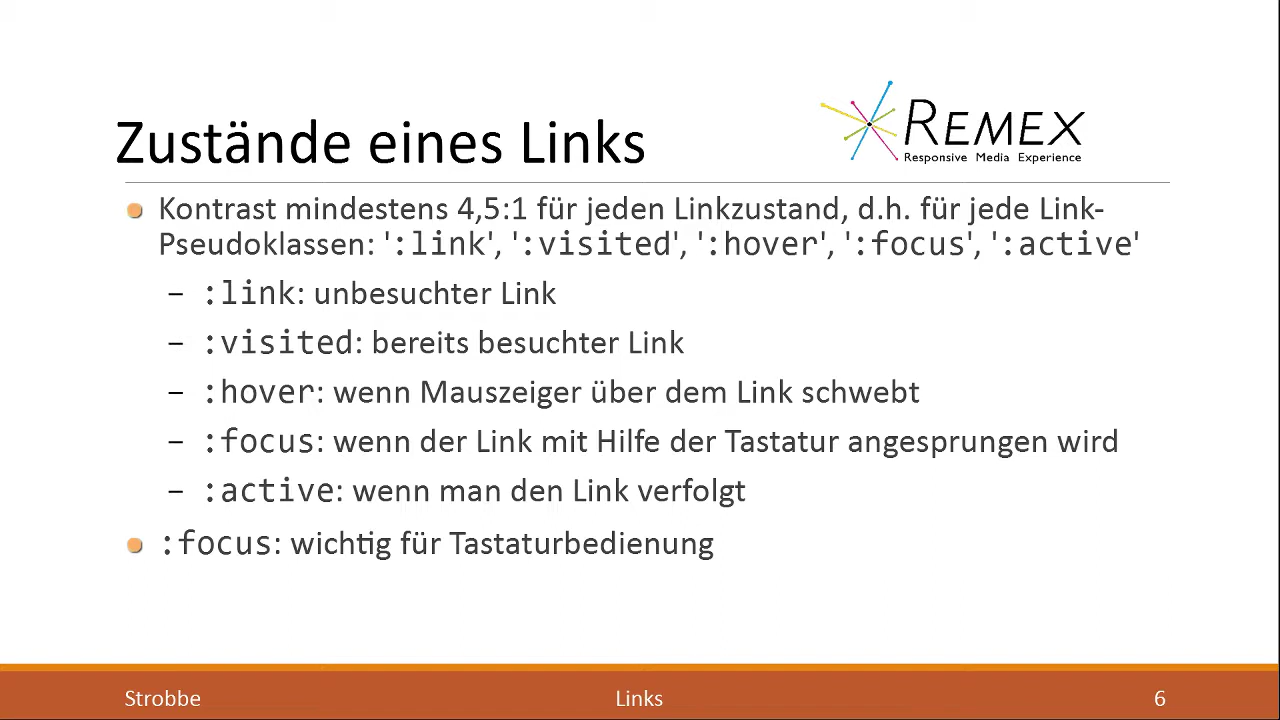 Zustände eines Links
REMEX
Responsive Media Experience
Kontrast mindestens 4,5:1 für jeden Linkzustand, d.h. für jede Link-
Pseudoklassen: ':link', ':visited', ':hover', ':focus', ':active'
– :link: unbesuchter Link
– :visited: bereits besuchter Link
– :hover: wenn Mauszeiger über dem Link schwebt
– :focus: wenn der Link mit Hilfe der Tastatur angesprungen wird
– :active: wenn man den Link verfolgt
:focus: wichtig für Tastaturbedienung
Strobbe Links 6